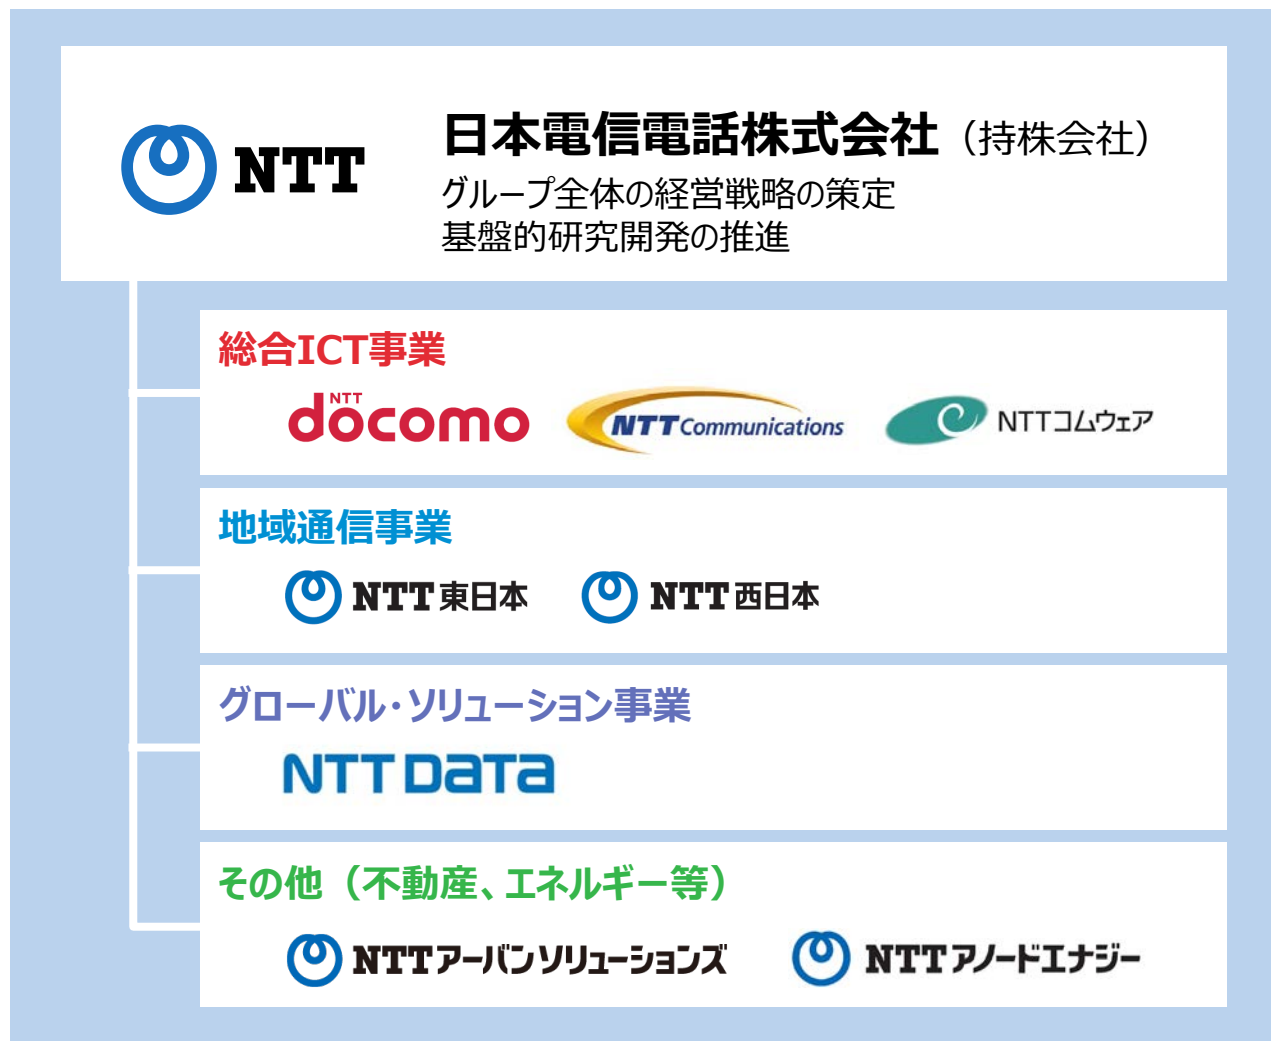 NTT
日本電信電話株式会社（持株会社）
グループ全体の経営戦略の策定
基盤的研究開発の推進
総合ICT事業
NTT docomo
NTT Communications
NTTコムウェア
地域通信事業
NTT東日本
NTT西日本
グローバル・ソリューション事業
NTT DATA
その他（不動産、エネルギー等）
NTTアーバンソリューションズ
NTTアノードエナジー